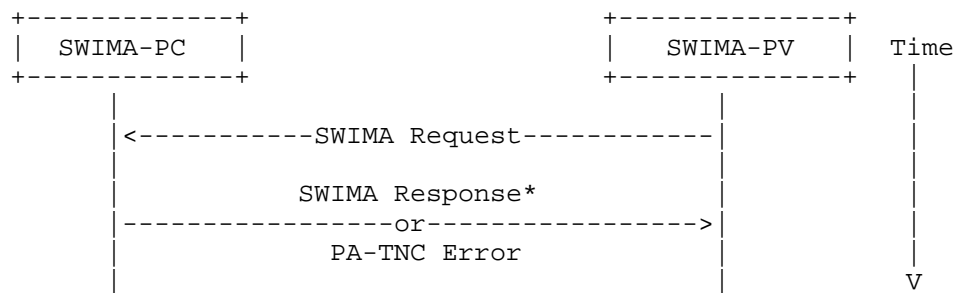 SWIMA-PC SWIMA-PV Time
<-----------SWIMA Request------------
SWIMA Response*
-----------------or----------------->
PA-TNC Error
V